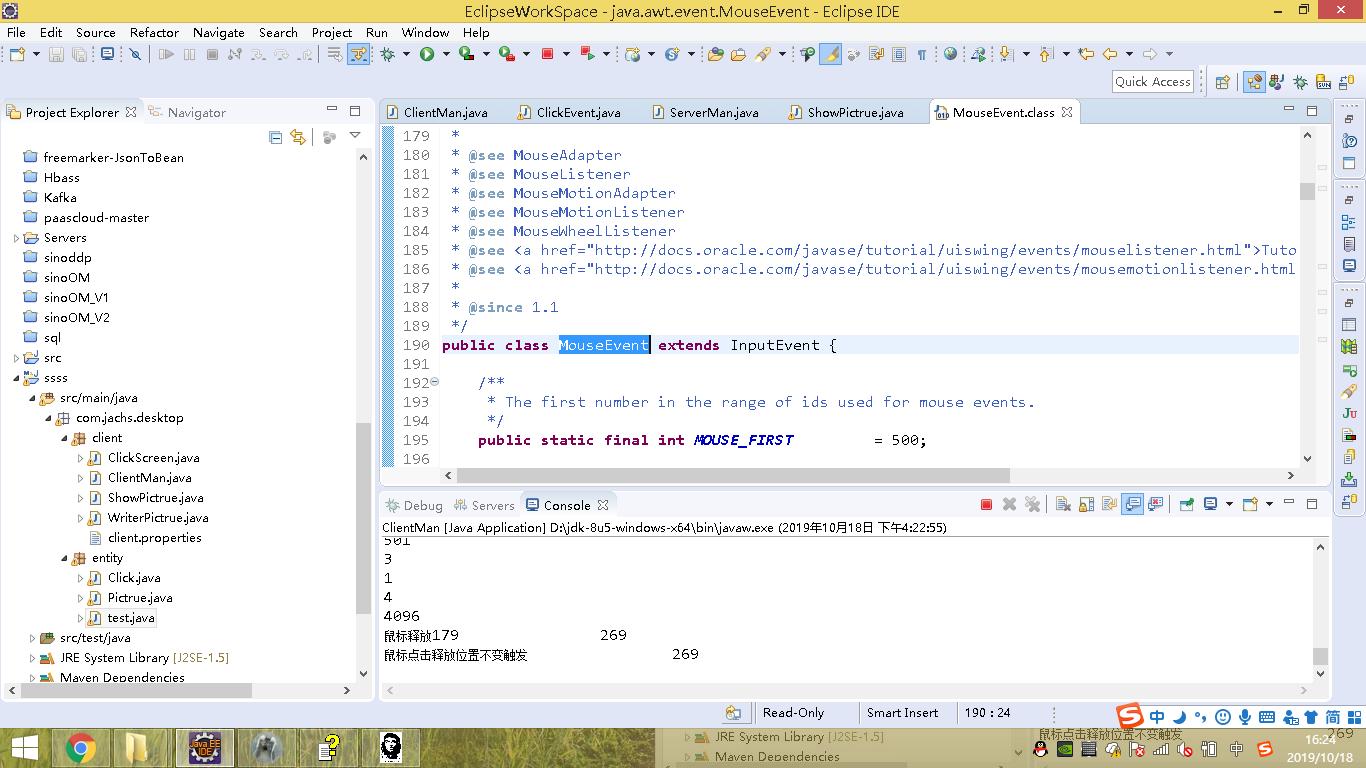 EclipseWorkSpace - java.awt.event.MouseEvent - Eclipse IDE
File Edit Source Refactor Navigate Search Project Run Window Help
Quick Access
Project Explorer Navigator
freemarker-JsonToBean
Hbass
Kafka
paascloud-master
Servers
sinoddp
sinoOM
sinoOM_V1
sinoOM_V2
sql
src
ssss
src/main/java
com.jachs.desktop
client
ClickScreen.java
ClientMan.java
ShowPictrue.java
WriterPictrue.java
client.properties
entity
Click.java
Pictrue.java
test.java
src/test/java
JRE System Library [J2SE-1.5]
Maven Dependencies
ClientMan.java ClickEvent.java ServerMan.java ShowPictrue.java MouseEvent.class
179 *
180 * @see MouseAdapter
181 * @see MouseListener
182 * @see MouseMotionAdapter
183 * @see MouseMotionListener
184 * @see MouseWheelListener
185 * @see <a href="http://docs.oracle.com/javase/tutorial/uiswing/events/mouselistener.html">Tuto
186 * @see <a href="http://docs.oracle.com/javase/tutorial/uiswing/events/mousemotionlistener.html
187 *
188 * @since 1.1
189 */
190 public class MouseEvent extends InputEvent {
191
192 /**
193 * The first number in the range of ids used for mouse events.
194 */
195 public static final int MOUSE_FIRST = 500;
196
Debug Servers Console
ClientMan [Java Application] D:\jdk-8u5-windows-x64\bin\javaw.exe (2019年10月18日 下午4:22:55)
501
3
1
4
4096
鼠标释放179 269
鼠标点击释放位置不变触发 269
Read-Only Smart Insert 190 : 24
中 简
JRE System Library [J2SE-1.5]
Maven Dependencies
鼠标点击释放位置不变触发 269
Java EE
IDE
中
16:24
2019/10/18